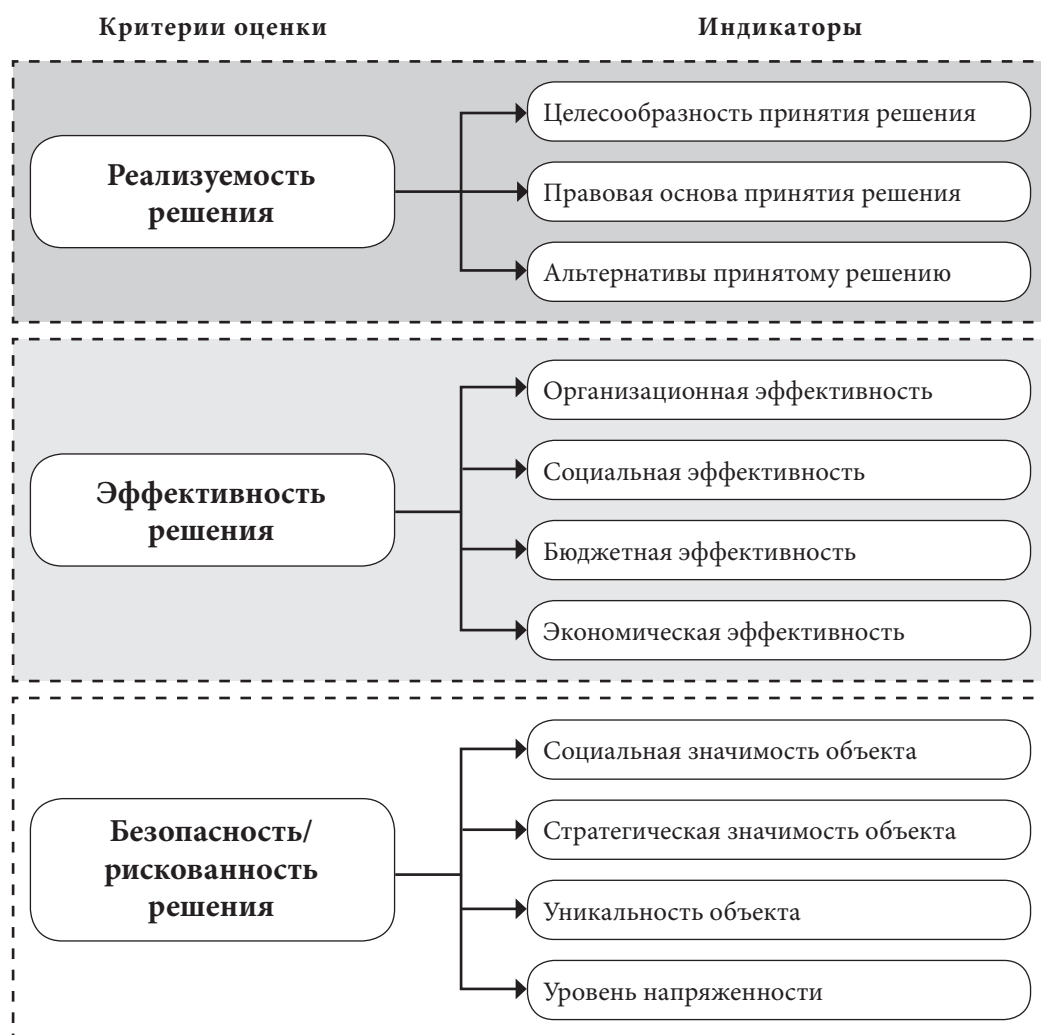 Критерии оценки
Индикаторы
Реализуемость
решения
Целесообразность принятия решения
Правовая основа принятия решения
Альтернативы принятому решению
Эффективность
решения
Организационная эффективность
Социальная эффективность
Бюджетная эффективность
Экономическая эффективность
Безопасность/
рискованность
решения
Социальная значимость объекта
Стратегическая значимость объекта
Уникальность объекта
Уровень напряженности